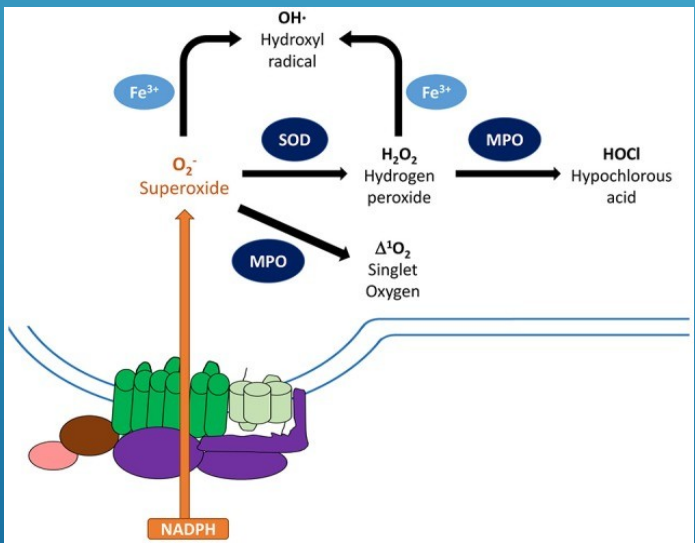 OH·
Hydroxyl
radical
Fe³⁺
Fe³⁺
SOD
MPO
O₂⁻
Superoxide
H₂O₂
Hydrogen
peroxide
HOCl
Hypochlorous
acid
MPO
Δ¹O₂
Singlet
Oxygen
NADPH